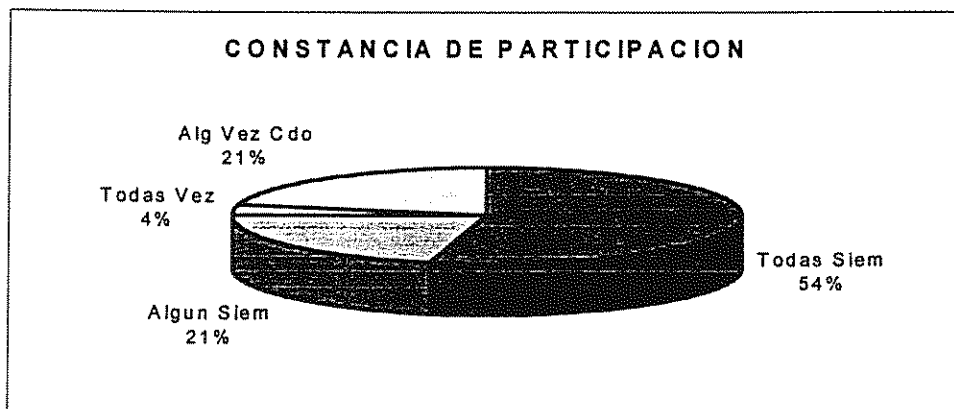 CONSTANCIA DE PARTICIPACION
Alg Vez Cdo
21%
Todas Vez
4%
Todas Siem
54%
Algun Siem
21%